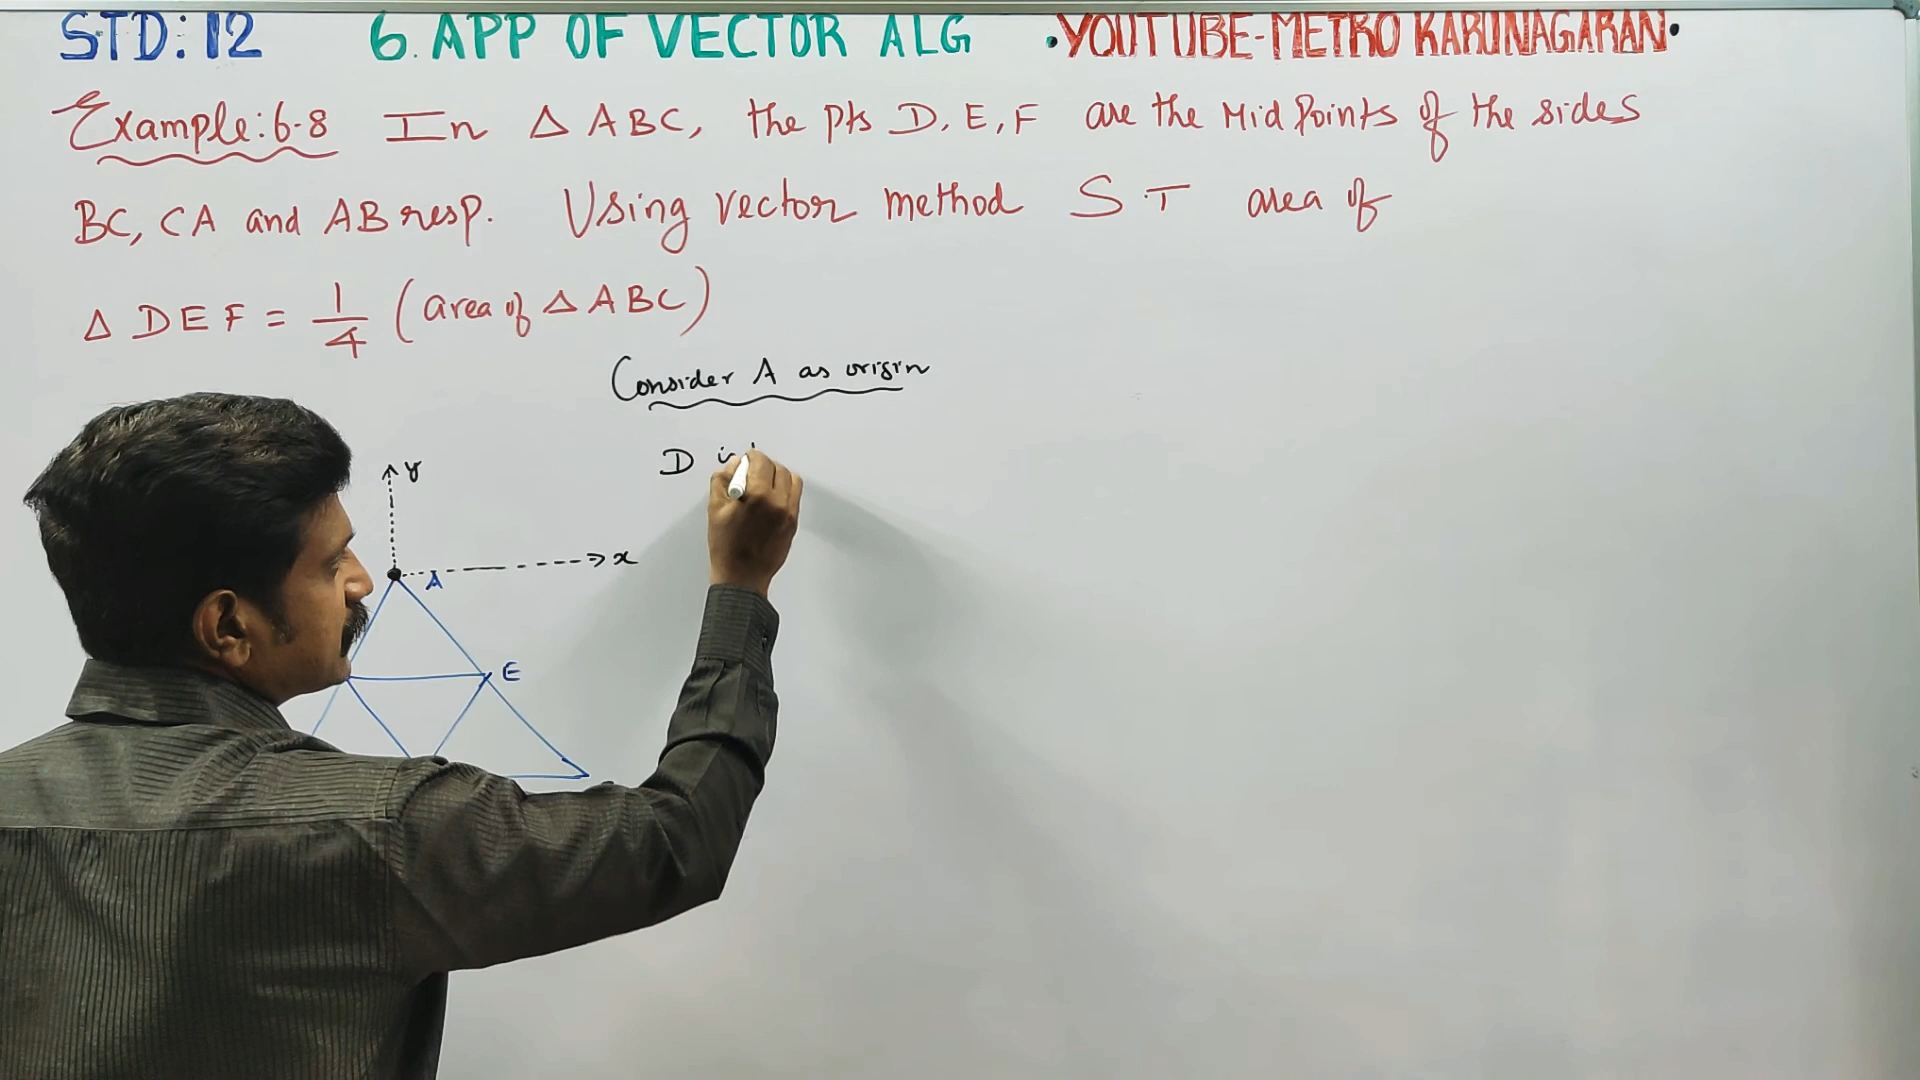 STD: 12 6. APP OF VECTOR ALG •YOUTUBE-METRO KARUNAGARAN•
Example: 6.8 In Δ ABC, the pts D, E, F are the Mid Points of the sides
BC, CA and AB resp. Using vector method S.T area of
Δ DEF = 1/4 (area of Δ ABC)
Consider A as origin
D
y
x
A
E